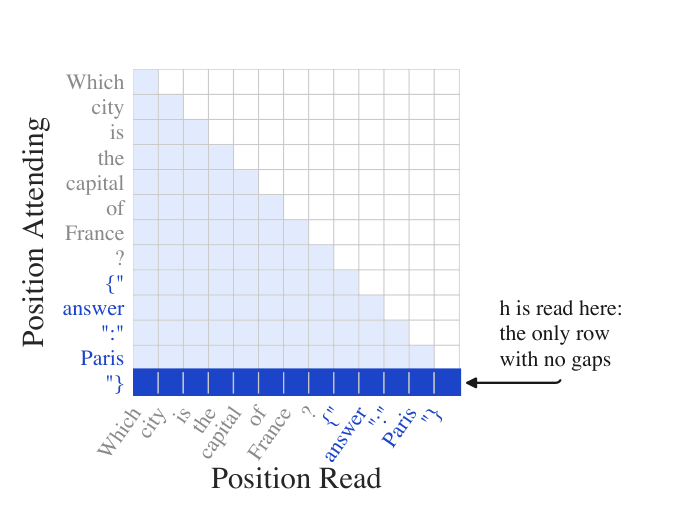 Position Attending
Which
city
is
the
capital
of
France
?
{"
answer
":"
Paris
"}
h is read here:
the only row
with no gaps
Which
city
is
the
capital
of
France
?
{"
answer
":"
Paris
"}
Position Read